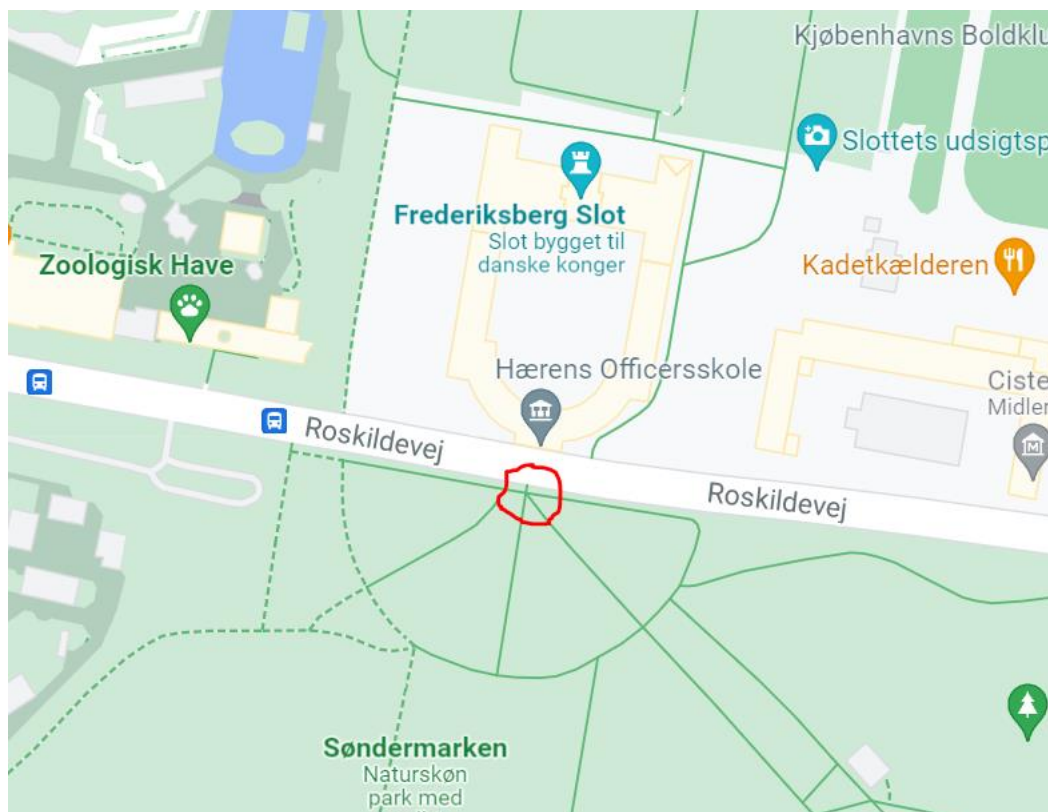 Kjøbenhavns Boldklu
Slottets udsigtsp
Frederiksberg Slot
Slot bygget til
danske konger
Zoologisk Have
Kadetkælderen
Hærens Officersskole
Ciste
Midler
Roskildevej
Roskildevej
Søndermarken
Naturskøn
park med